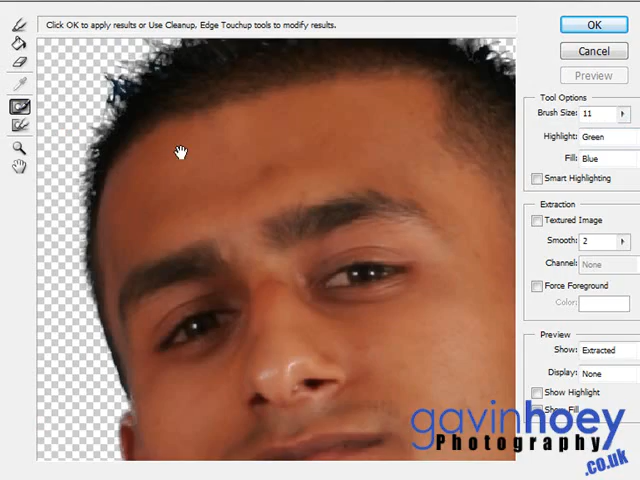 Click OK to apply results or Use Cleanup, Edge Touchup tools to modify results.
OK
Cancel
Preview
Tool Options
Brush Size: 11
Highlight: Green
Fill: Blue
Smart Highlighting
Extraction
Textured Image
Smooth: 2
Channel: None
Force Foreground
Color:
Preview
Show: Extracted
Display: None
Show Highlight
Show Fill
gavinhoey
Photography
.co.uk